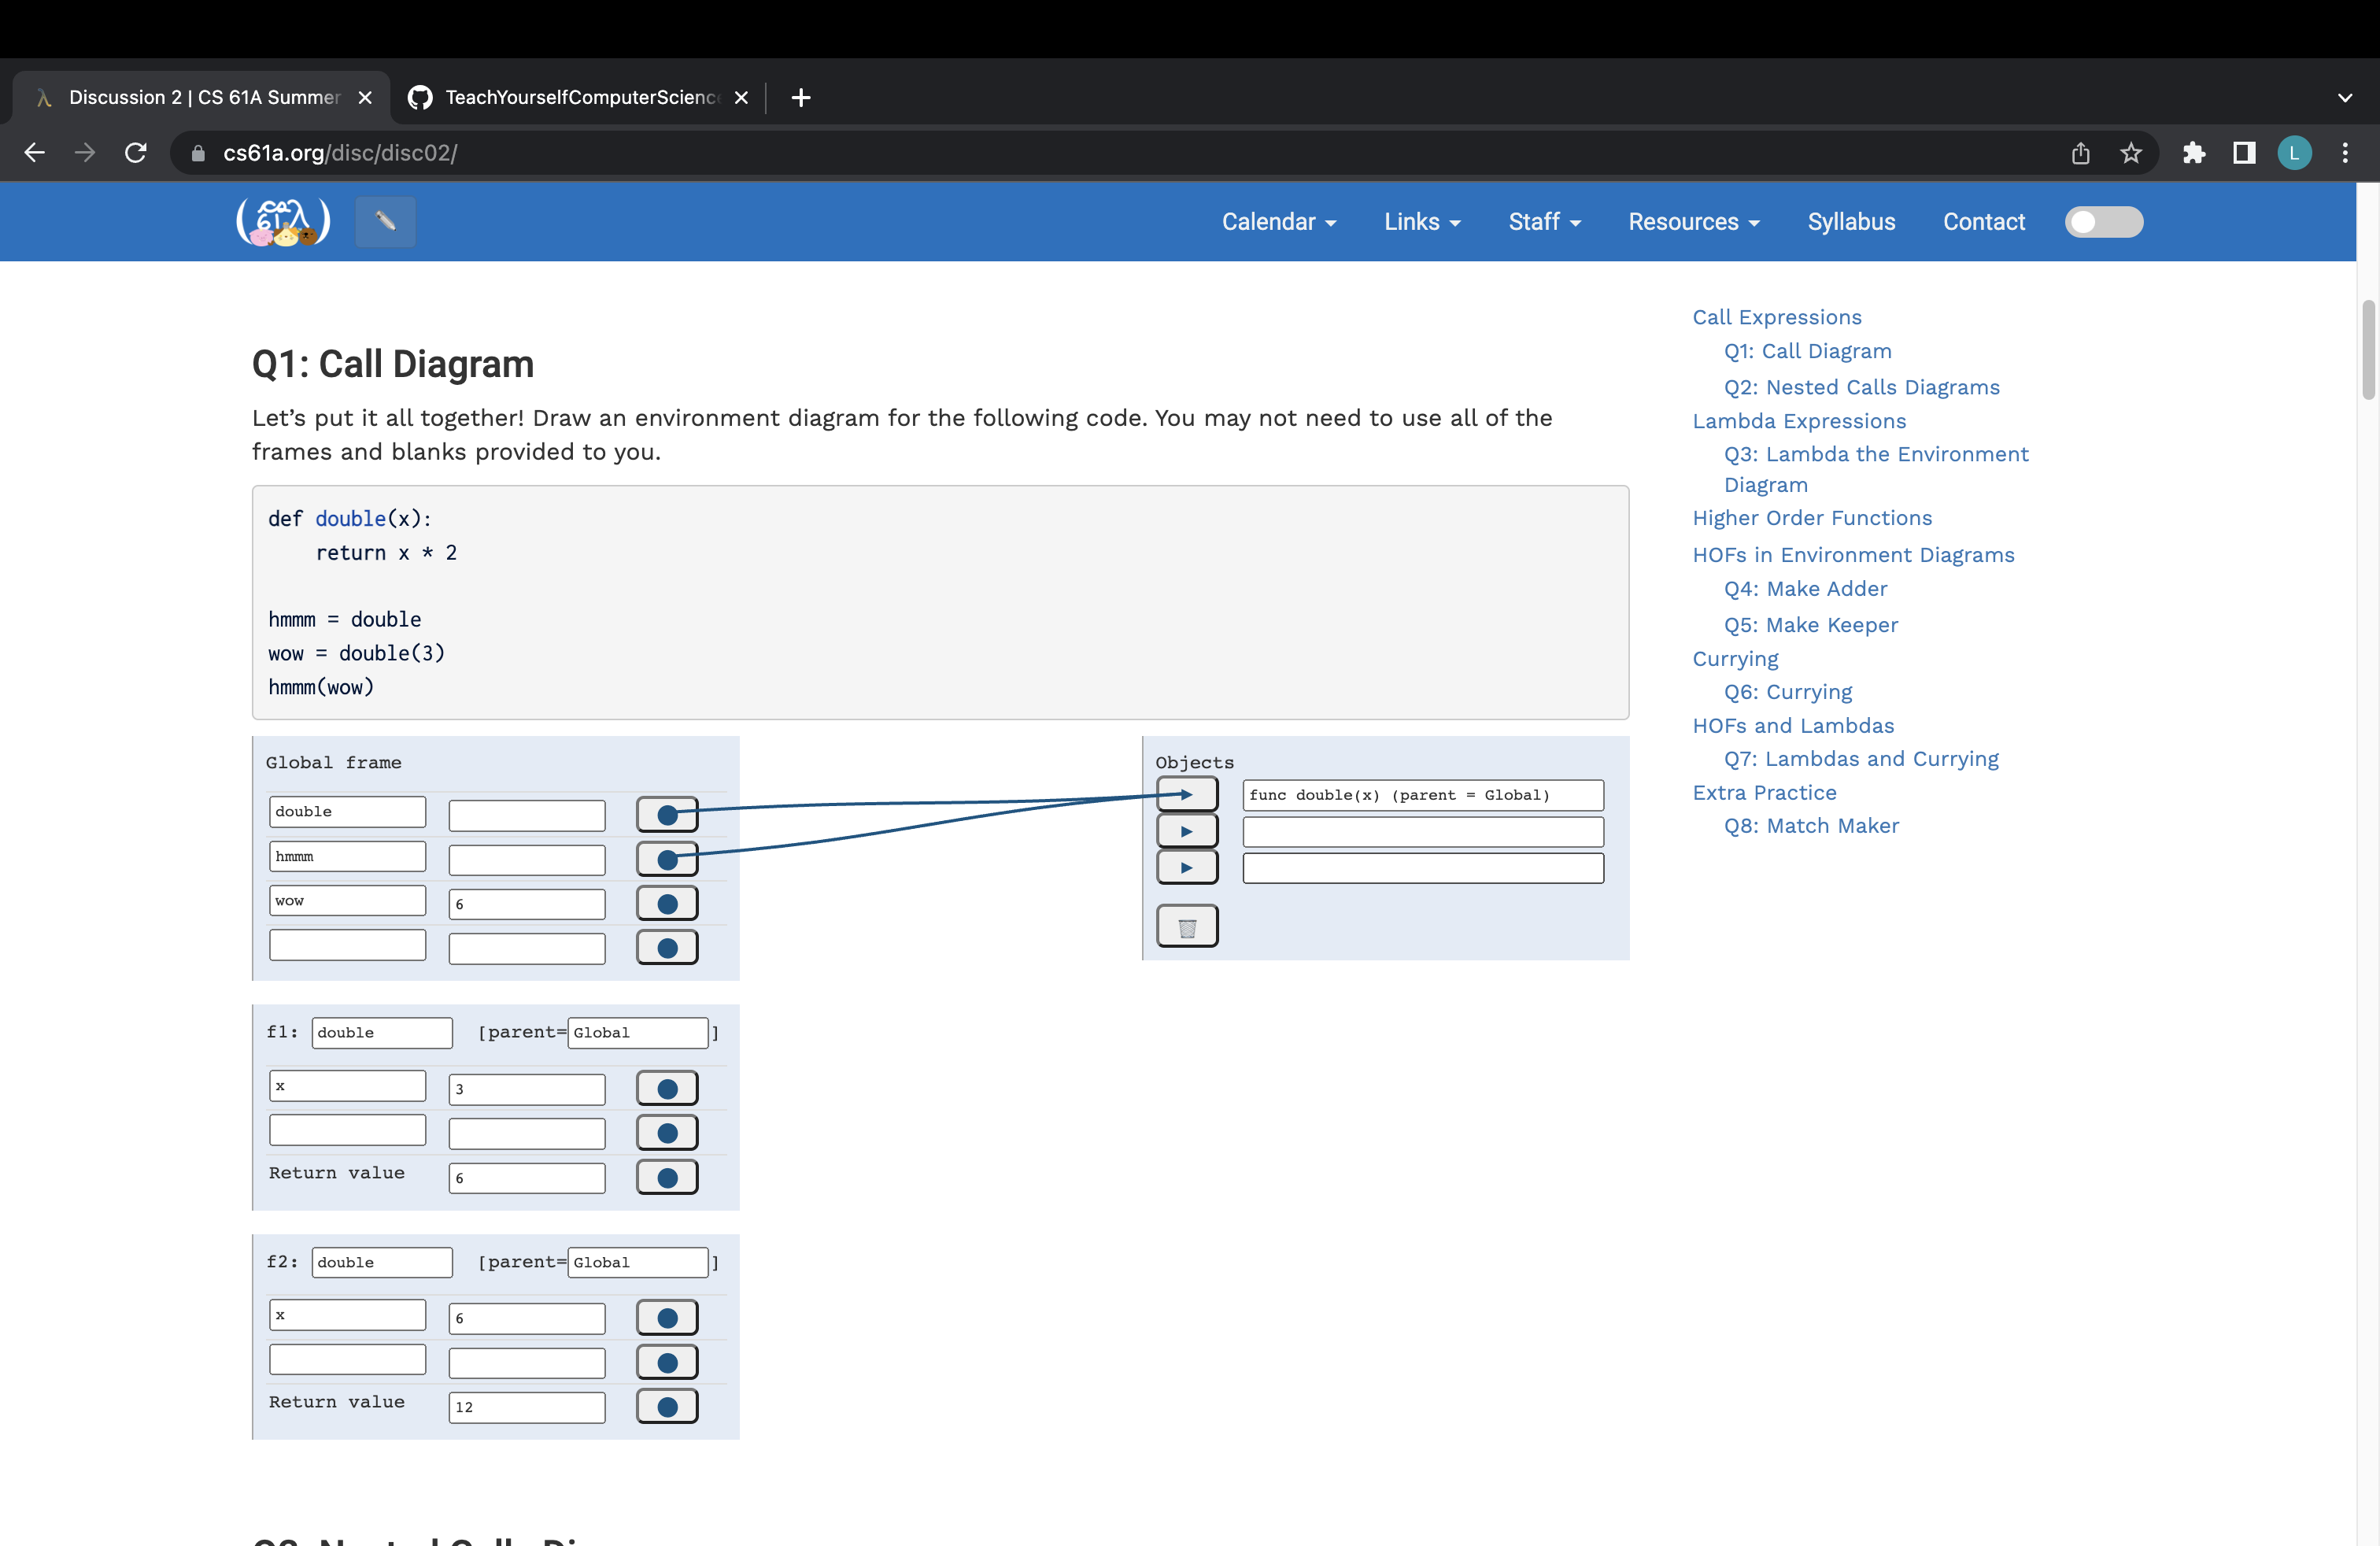 Discussion 2 | CS 61A Summer
TeachYourselfComputerScience
cs61a.org/disc/disc02/
L
cs
61A
Calendar
Links
Staff
Resources
Syllabus
Contact
Q1: Call Diagram
Let’s put it all together! Draw an environment diagram for the following code. You may not need to use all of the
frames and blanks provided to you.
def double(x):
    return x * 2
hmmm = double
wow = double(3)
hmmm(wow)
Global frame
double
hmmm
wow 6
Objects
func double(x) (parent = Global)
f1: double [parent=Global]
x 3
Return value 6
f2: double [parent=Global]
x 6
Return value 12
Call Expressions
Q1: Call Diagram
Q2: Nested Calls Diagrams
Lambda Expressions
Q3: Lambda the Environment
Diagram
Higher Order Functions
HOFs in Environment Diagrams
Q4: Make Adder
Q5: Make Keeper
Currying
Q6: Currying
HOFs and Lambdas
Q7: Lambdas and Currying
Extra Practice
Q8: Match Maker